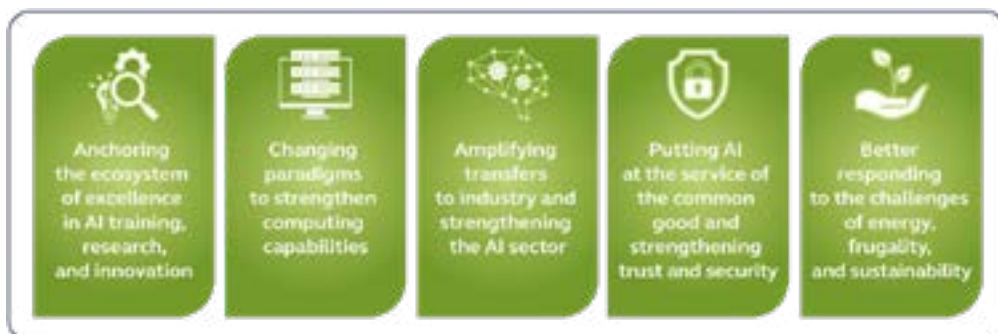 Anchoring
the ecosystem
of excellence
in AI training,
research,
and innovation
Changing
paradigms
to strengthen
computing
capabilities
Amplifying
transfers
to industry and
strengthening
the AI sector
Putting AI
at the service of
the common
good and
strengthening
trust and security
Better
responding
to the challenges
of energy,
frugality,
and sustainability